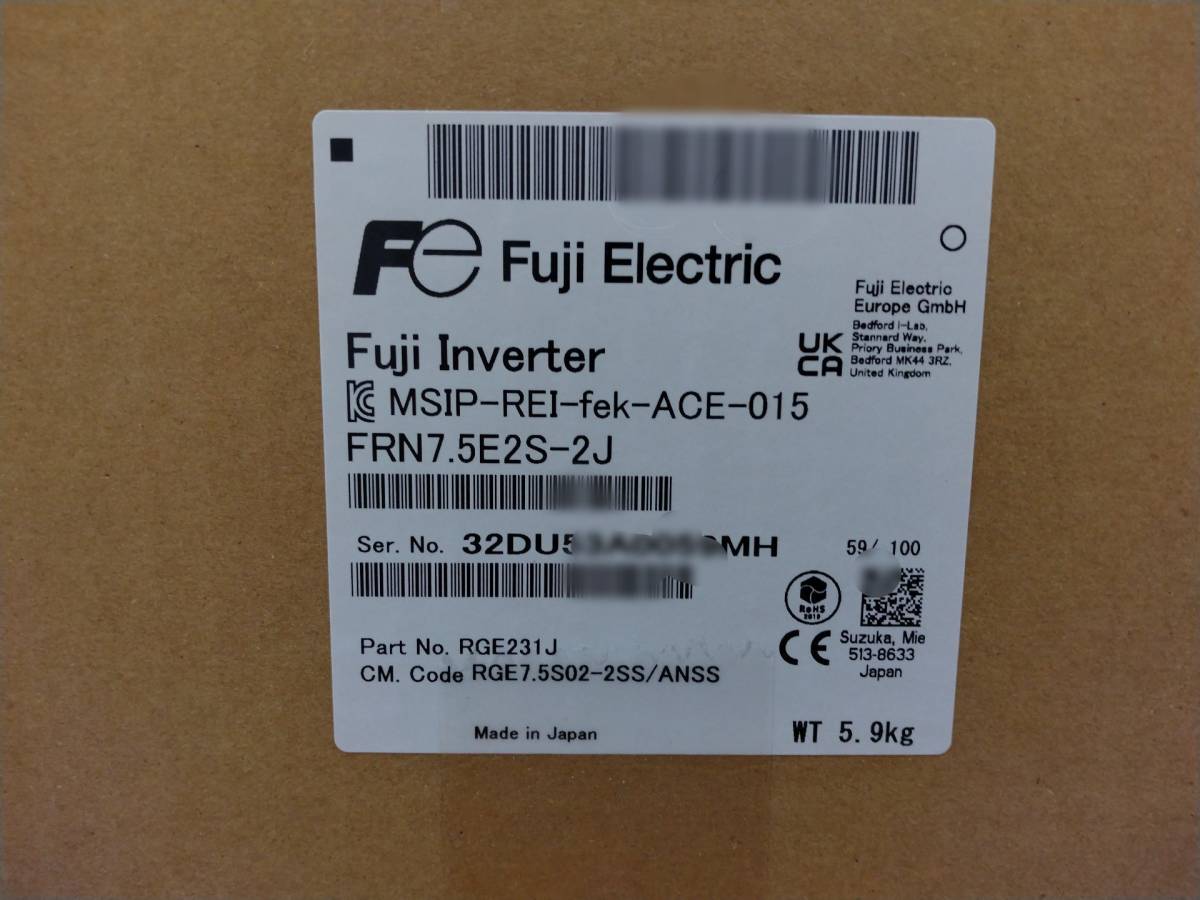 Fe Fuji Electric
Fuji Electric
Europe GmbH
Bedford i-Lab,
Stannard Way,
Priory Business Park,
Bedford MK44 3RZ,
United Kingdom
UK
CA
Fuji Inverter
MSIP-REI-fek-ACE-015
FRN7.5E2S-2J
Ser. No.
59/ 100
RoHS
CE
Suzuka, Mie
513-8633
Japan
Part No. RGE231J
CM. Code RGE7.5S02-2SS/ANSS
Made in Japan
WT 5.9kg